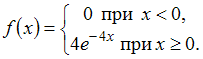 f(x) = { 0 при x < 0,
4e^{-4x} при x ≥ 0.